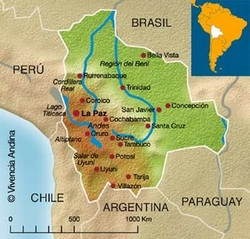 BRASIL
Bella Vista
PERÚ
Región del Beni
Cordillera
Real
Rurrenabaque
Trinidad
Lago
Titicaca
Coroico
San Javier
Concepción
La Paz
Cochabamba
Andes
Santa Cruz
Altiplano
Oruro
Sucre
Tarabuco
Salar de
Uyuni
Potosí
Uyuni
Tarija
Villazón
CHILE
PARAGUAY
ARGENTINA
0
500
1000 Km
© Vivencia Andina